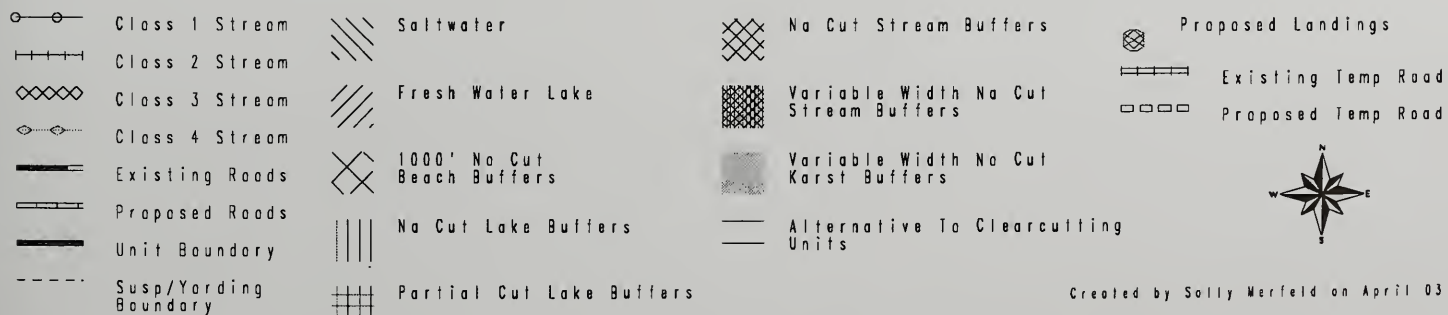 Class 1 Stream
Class 2 Stream
Class 3 Stream
Class 4 Stream
Existing Roads
Proposed Roads
Unit Boundary
Susp/Yarding
Boundary
Saltwater
Fresh Water Lake
1000' No Cut
Beach Buffers
No Cut Lake Buffers
Partial Cut Lake Buffers
No Cut Stream Buffers
Variable Width No Cut
Stream Buffers
Variable Width No Cut
Karst Buffers
Alternative To Clearcutting
Units
Proposed Landings
Existing Temp Road
Proposed Temp Road
N
W E
S
Created by Solly Merfeld on April 03